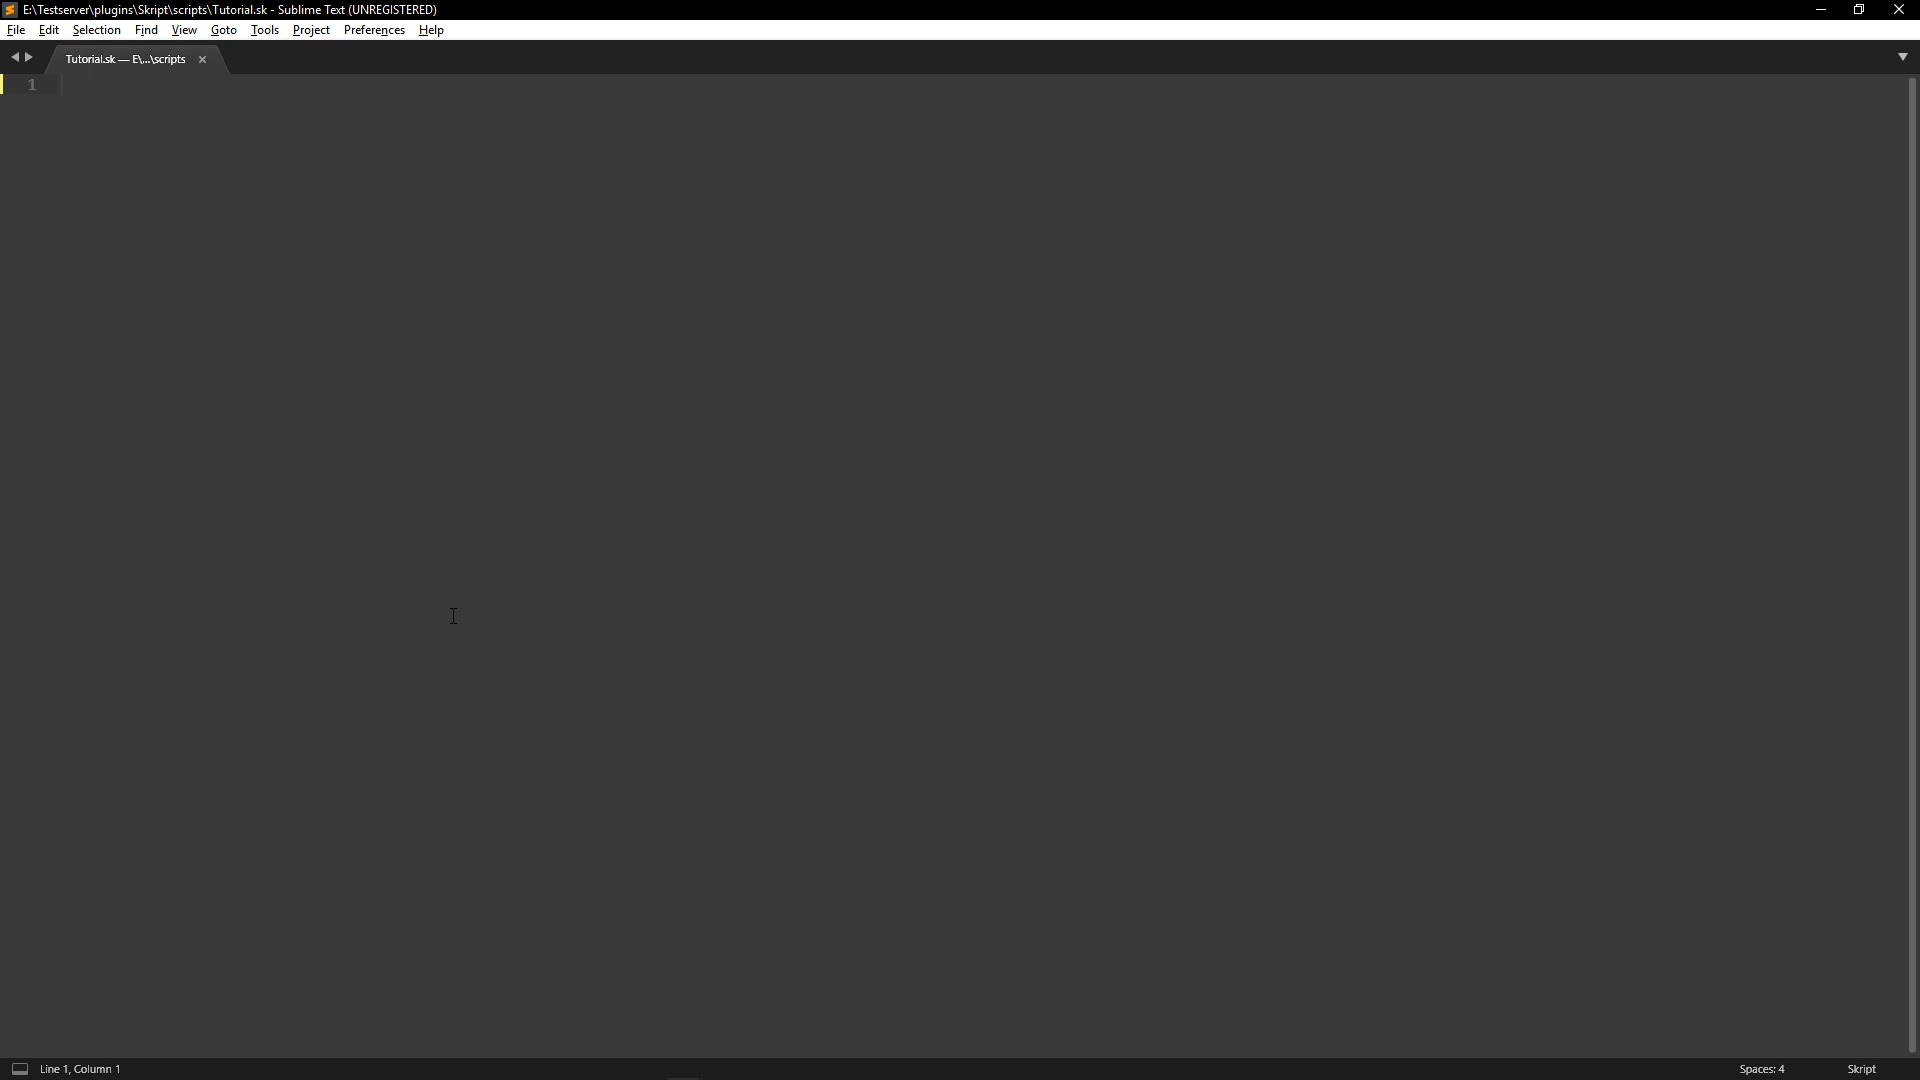 E:\Testserver\plugins\Skript\scripts\Tutorial.sk - Sublime Text (UNREGISTERED)
File Edit Selection Find View Goto Tools Project Preferences Help
Tutorial.sk — E:\...\scripts
1
Line 1, Column 1 Spaces: 4 Skript